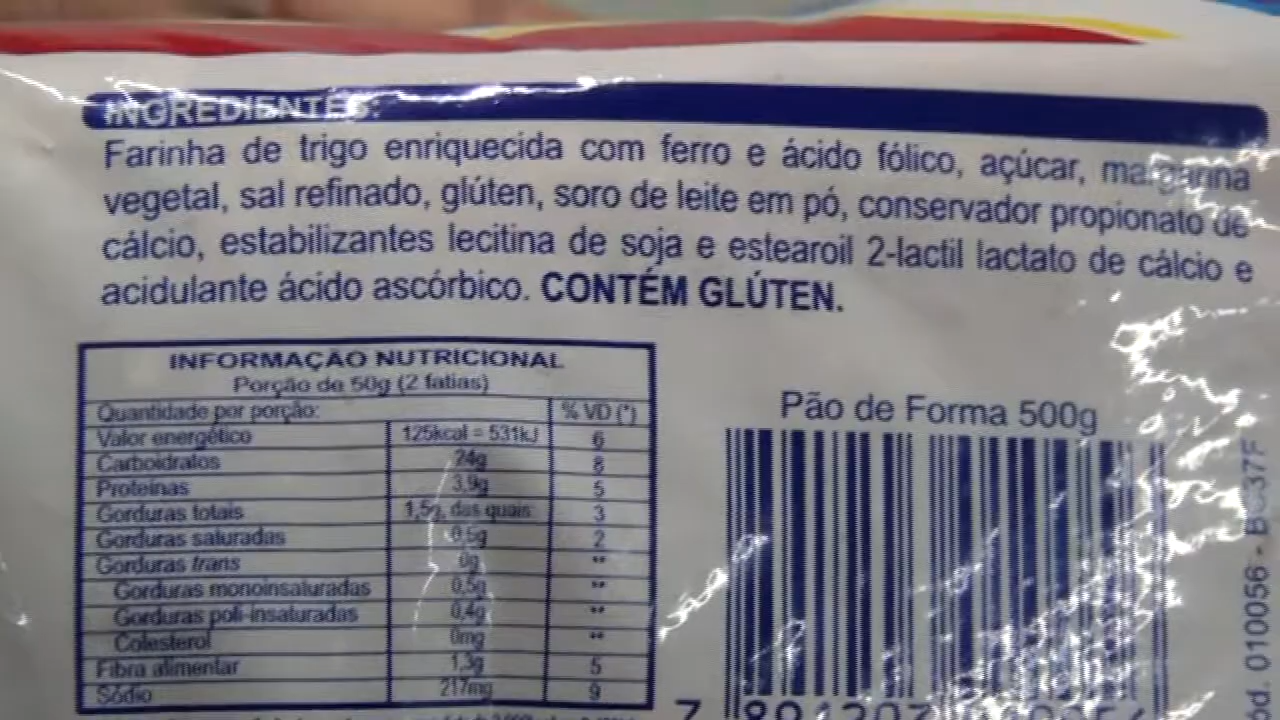 INGREDIENTES:
Farinha de trigo enriquecida com ferro e ácido fólico, açúcar, margarina
vegetal, sal refinado, glúten, soro de leite em pó, conservador propionato de
cálcio, estabilizantes lecitina de soja e estearoil 2-lactil lactato de cálcio e
acidulante ácido ascórbico. CONTÉM GLÚTEN.
INFORMAÇÃO NUTRICIONAL
Porção de 50g (2 fatias)
Quantidade por porção: % VD (*)
Valor energético 125kcal = 531kJ 6
Carboidratos 24g 8
Proteínas 3,9g 5
Gorduras totais 1,5g, das quais: 3
Gorduras saturadas 0,5g 2
Gorduras trans 0g **
Gorduras monoinsaturadas 0,5g **
Gorduras poli-insaturadas 0,4g **
Colesterol 0mg **
Fibra alimentar 1,3g 5
Sódio 217mg 9
Pão de Forma 500g